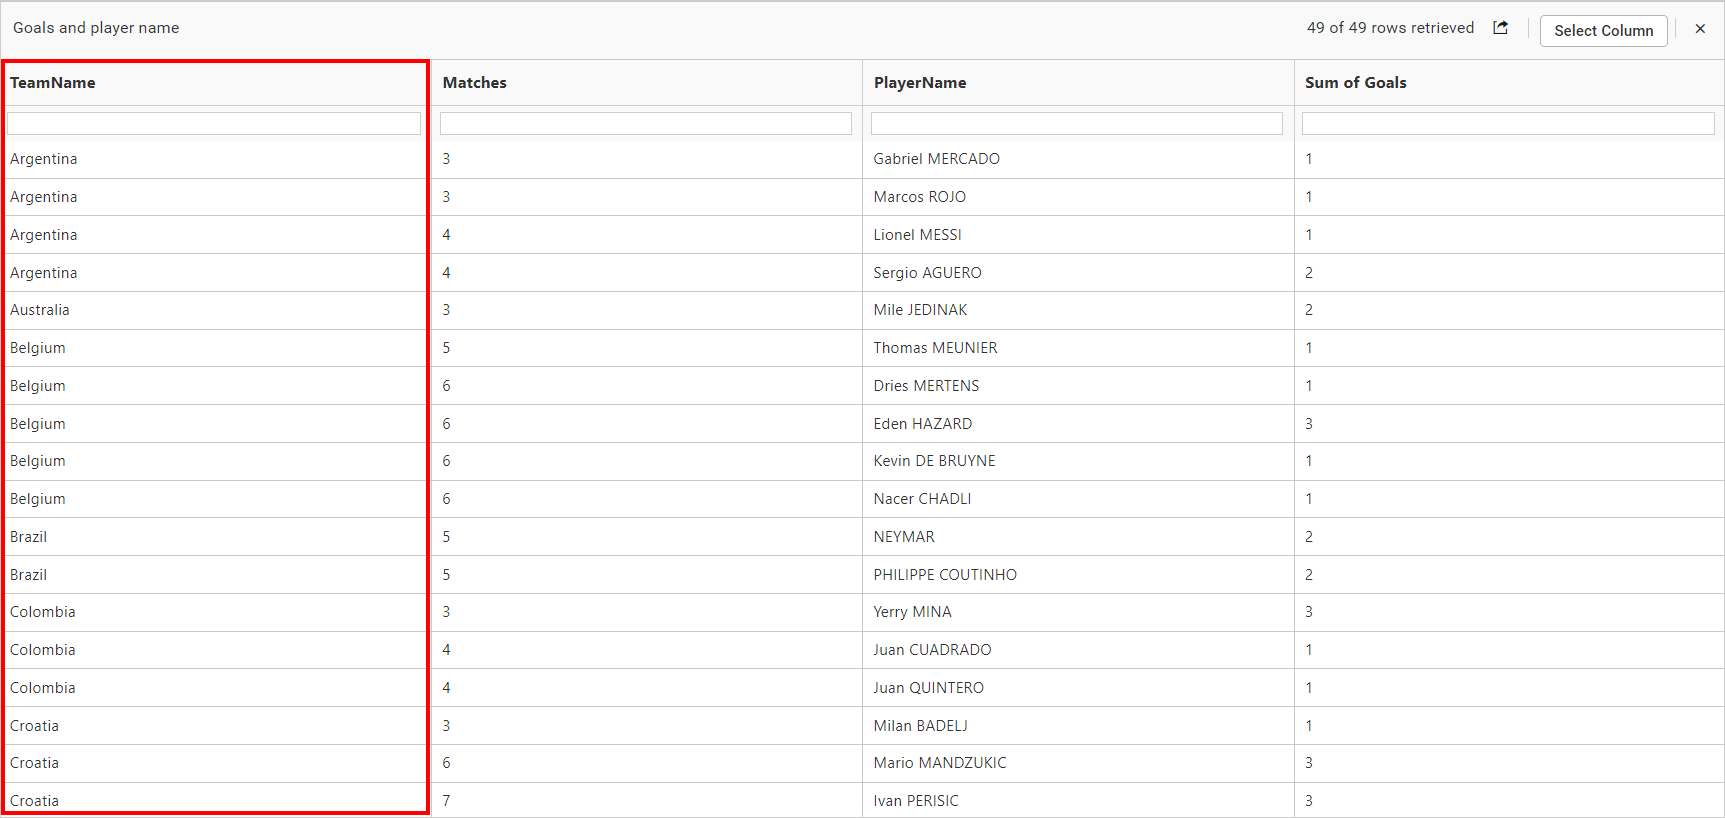 Goals and player name 49 of 49 rows retrieved Select Column
TeamName Matches PlayerName Sum of Goals
Argentina 3 Gabriel MERCADO 1
Argentina 3 Marcos ROJO 1
Argentina 4 Lionel MESSI 1
Argentina 4 Sergio AGUERO 2
Australia 3 Mile JEDINAK 2
Belgium 5 Thomas MEUNIER 1
Belgium 6 Dries MERTENS 1
Belgium 6 Eden HAZARD 3
Belgium 6 Kevin DE BRUYNE 1
Belgium 6 Nacer CHADLI 1
Brazil 5 NEYMAR 2
Brazil 5 PHILIPPE COUTINHO 2
Colombia 3 Yerry MINA 3
Colombia 4 Juan CUADRADO 1
Colombia 4 Juan QUINTERO 1
Croatia 3 Milan BADELJ 1
Croatia 6 Mario MANDZUKIC 3
Croatia 7 Ivan PERISIC 3